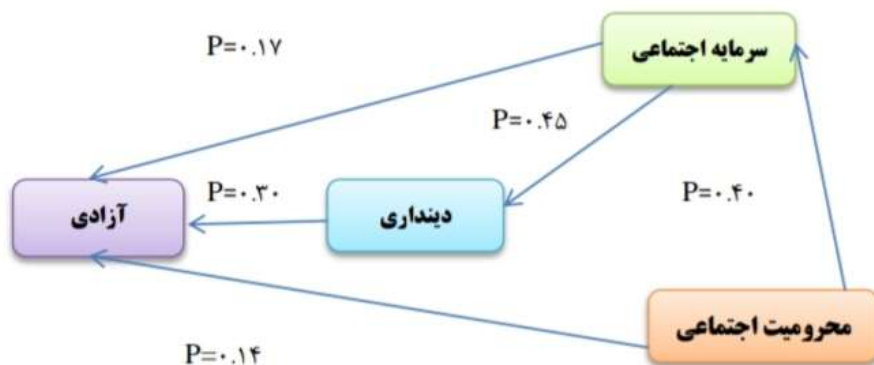 P=۰.۱۷
سرمایه اجتماعی
P=۰.۴۵
P=۰.۳۰
P=۰.۴۰
آزادی
دینداری
محرومیت اجتماعی
P=۰.۱۴